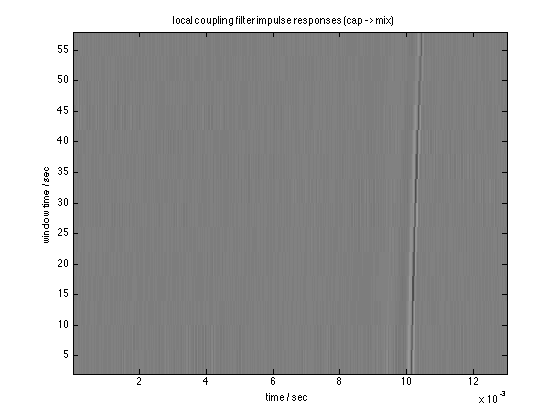 local coupling filter impulse responses (cap -> mix)
55
50
45
40
35
30
25
20
15
10
5
window time / sec
2 4 6 8 10 12
time / sec
x 10^-3